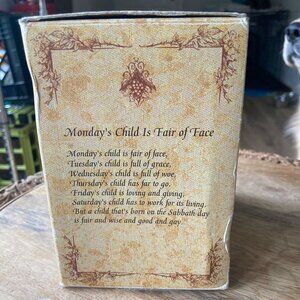 Monday's Child Is Fair of Face
Monday's child is fair of face,
Tuesday's child is full of grace,
Wednesday's child is full of woe,
Thursday's child has far to go,
Friday's child is loving and giving,
Saturday's child has to work for its living,
But a child that's born on the Sabbath day
is fair and wise and good and gay